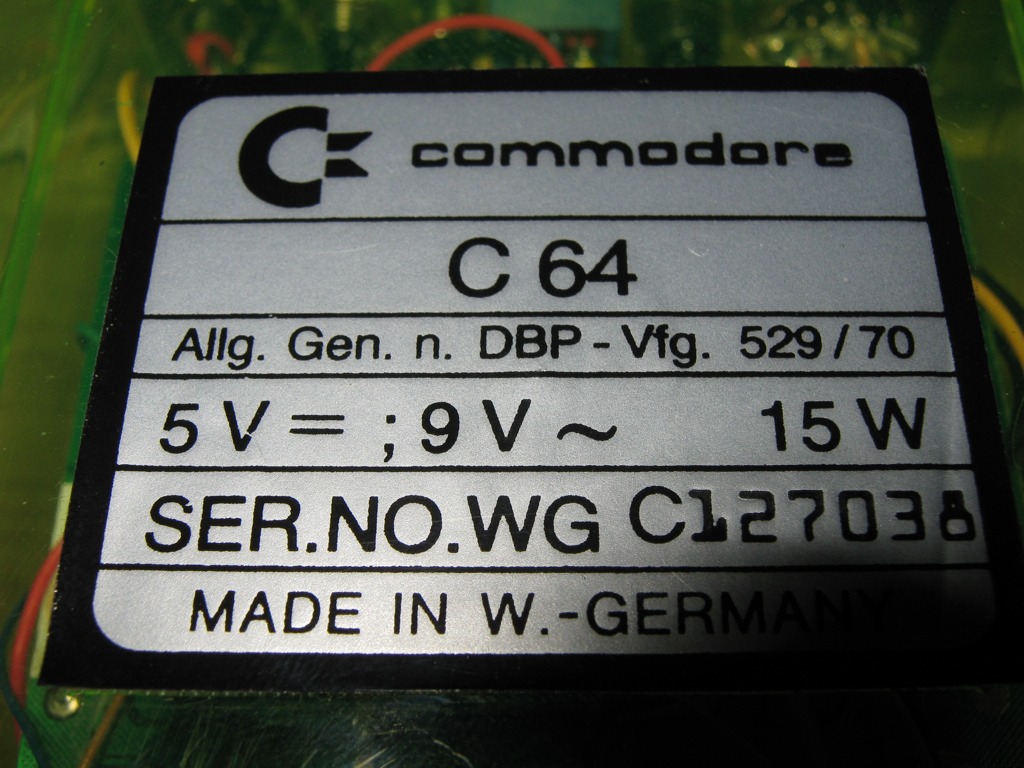 commodore
C 64
Allg. Gen. n. DBP - Vfg. 529 / 70
5 V = ; 9 V ~ 15 W
SER.NO.WG C127038
MADE IN W.-GERMANY